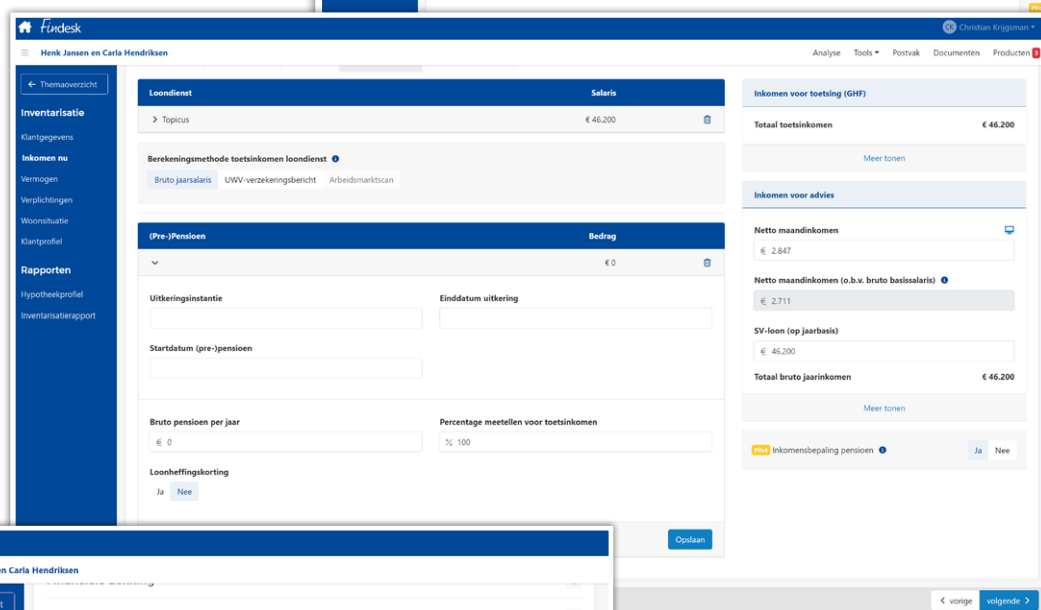 Findesk
CK Christian Krijgsman
Henk Jansen en Carla Hendriksen
Analyse Tools Postvak Documenten Producten 3
← Themaoverzicht
Inventarisatie
Klantgegevens
Inkomen nu
Vermogen
Verplichtingen
Woonsituatie
Klantprofiel
Rapporten
Hypotheekprofiel
Inventarisatierapport
Loondienst Salaris
Topicus € 46.200
Berekeningsmethode toetsinkomen loondienst
Bruto jaarsalaris UWV-verzekeringsbericht Arbeidsmarktscan
(Pre-)Pensioen Bedrag
€ 0
Uitkeringsinstantie Einddatum uitkering
Startdatum (pre-)pensioen
Bruto pensioen per jaar Percentage meetellen voor toetsinkomen
€ 0 % 100
Loonheffingskorting
Ja Nee
Opslaan
Inkomen voor toetsing (GHF)
Totaal toetsinkomen € 46.200
Meer tonen
Inkomen voor advies
Netto maandinkomen
€ 2.847
Netto maandinkomen (o.b.v. bruto basissalaris)
€ 2.711
SV-loon (op jaarbasis)
€ 46.200
Totaal bruto jaarinkomen € 46.200
Meer tonen
Pilot Inkomensbepaling pensioen Ja Nee
en Carla Hendriksen
< vorige volgende >